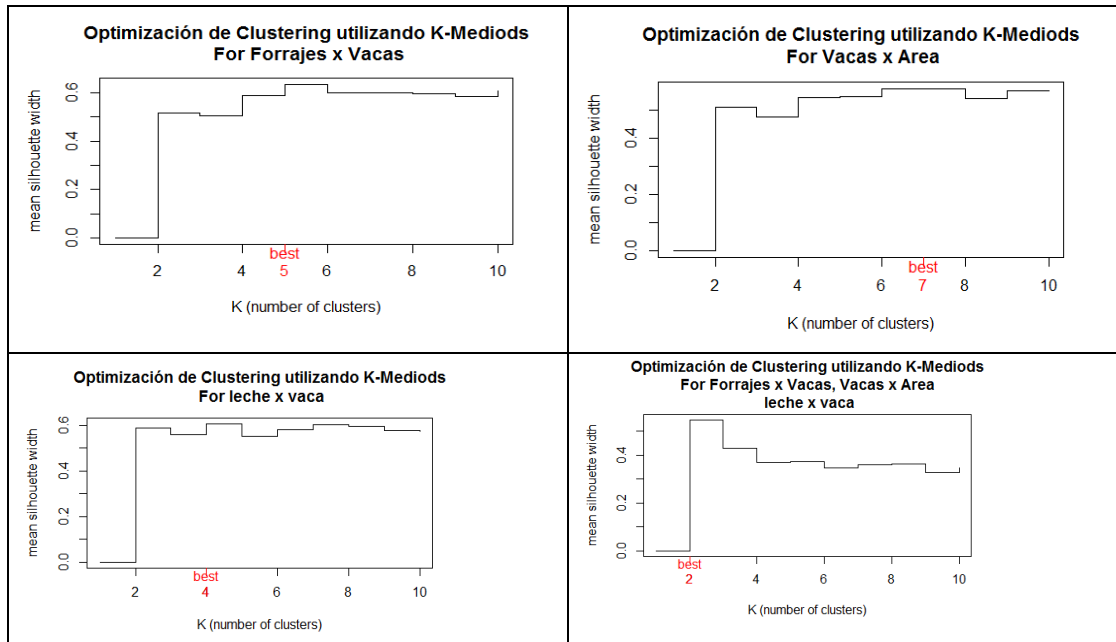 Optimización de Clustering utilizando K-Mediods
For Forrajes x Vacas
mean silhouette width
0.0
0.2
0.4
0.6
2
4
6
8
10
best
5
K (number of clusters)
Optimización de Clustering utilizando K-Mediods
For Vacas x Area
mean silhouette width
0.0
0.2
0.4
2
4
6
8
10
best
7
K (number of clusters)
Optimización de Clustering utilizando K-Mediods
For leche x vaca
mean silhouette width
0.0
0.2
0.4
0.6
2
6
8
10
best
4
K (number of clusters)
Optimización de Clustering utilizando K-Mediods
For Forrajes x Vacas, Vacas x Area
leche x vaca
mean silhouette width
0.0
0.2
0.4
4
6
8
10
best
2
K (number of clusters)